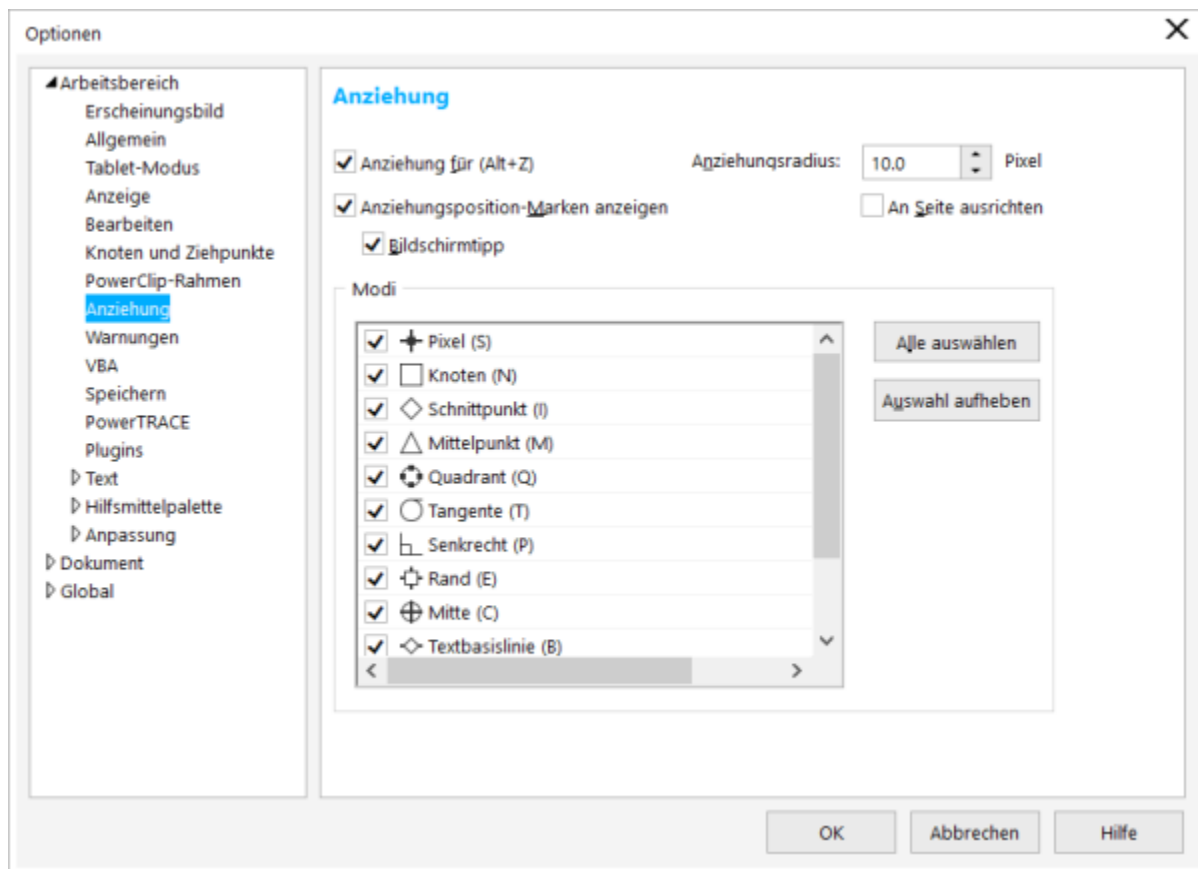 Optionen
Arbeitsbereich
Erscheinungsbild
Allgemein
Tablet-Modus
Anzeige
Bearbeiten
Knoten und Ziehpunkte
PowerClip-Rahmen
Anziehung
Warnungen
VBA
Speichern
PowerTRACE
Plugins
Text
Hilfsmittelpalette
Anpassung
Dokument
Global
Anziehung
Anziehung für (Alt+Z)
Anziehungsradius: 10.0 Pixel
Anziehungsposition-Marken anzeigen
An Seite ausrichten
Bildschirmtipp
Modi
Pixel (S)
Knoten (N)
Schnittpunkt (I)
Mittelpunkt (M)
Quadrant (Q)
Tangente (T)
Senkrecht (P)
Rand (E)
Mitte (C)
Textbasislinie (B)
Alle auswählen
Auswahl aufheben
OK
Abbrechen
Hilfe